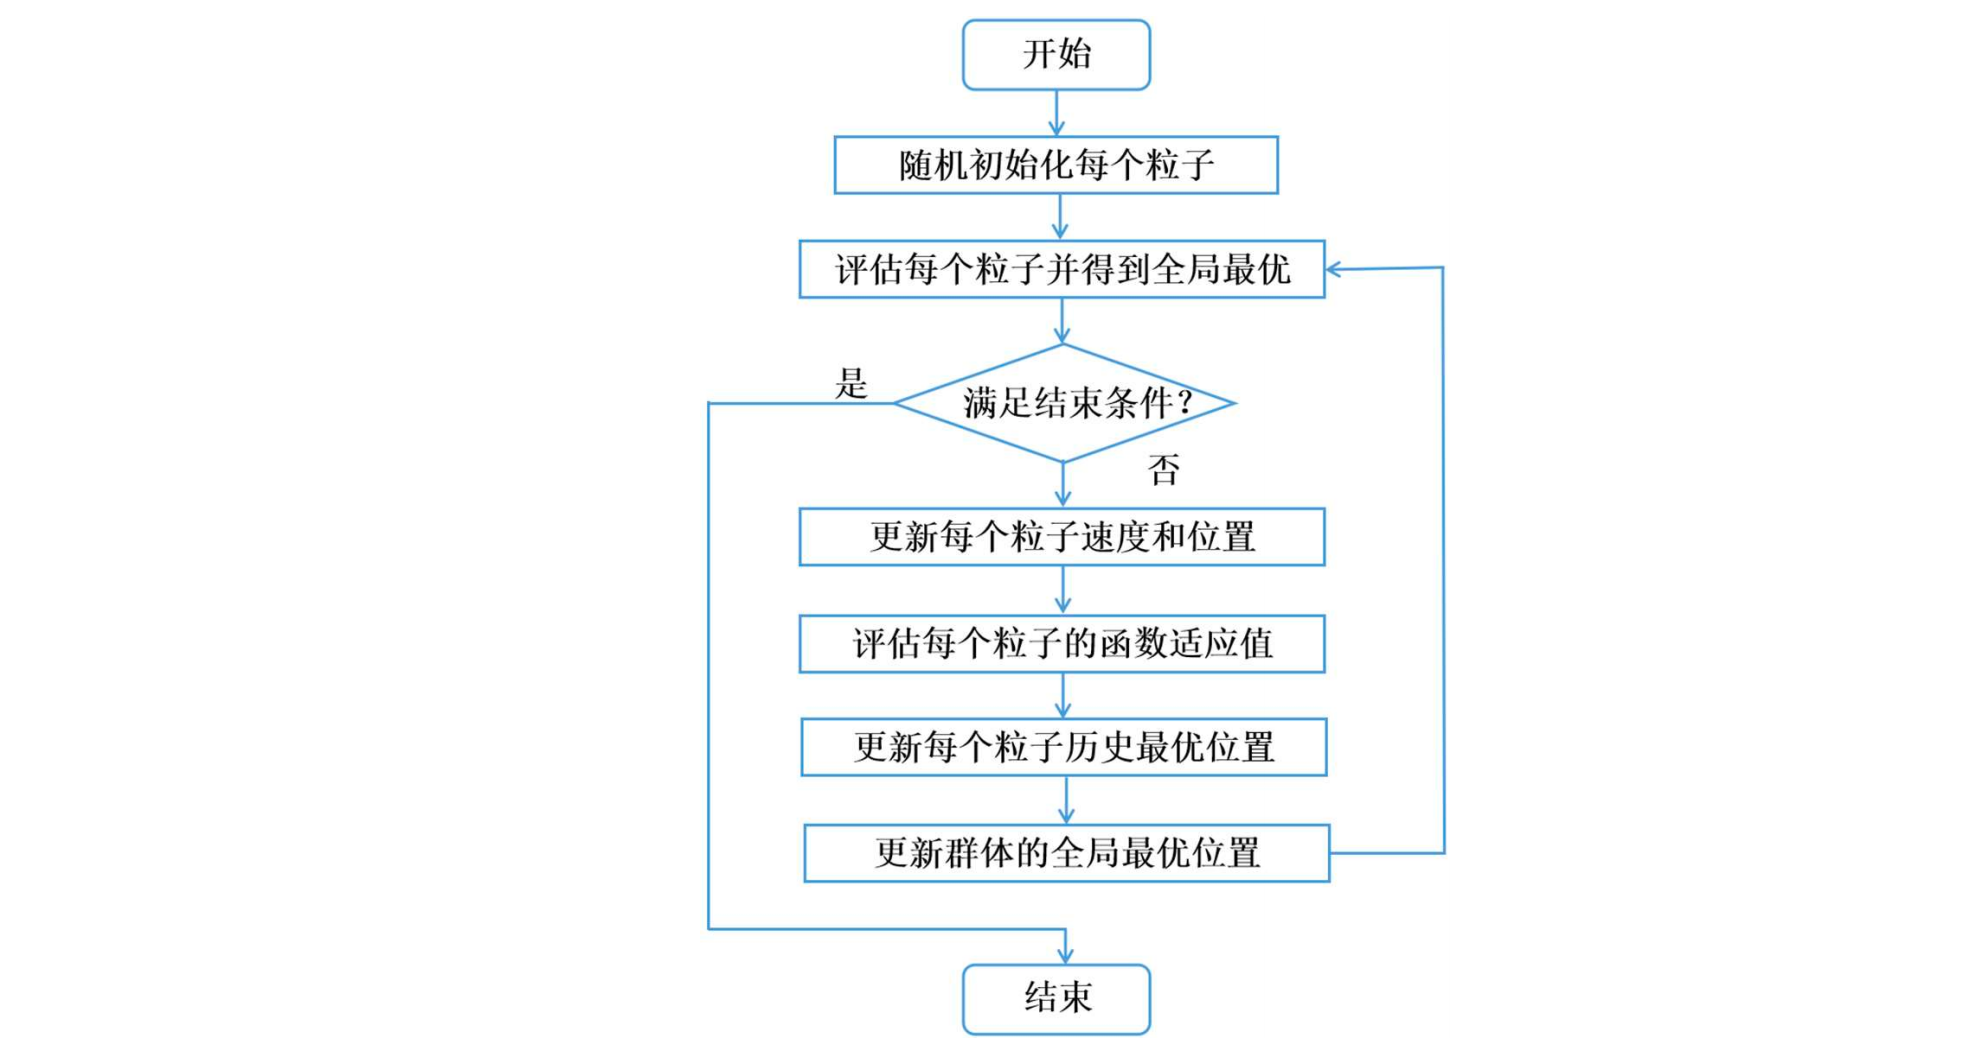 开始
随机初始化每个粒子
评估每个粒子并得到全局最优
是
满足结束条件？
否
更新每个粒子速度和位置
评估每个粒子的函数适应值
更新每个粒子历史最优位置
更新群体的全局最优位置
结束